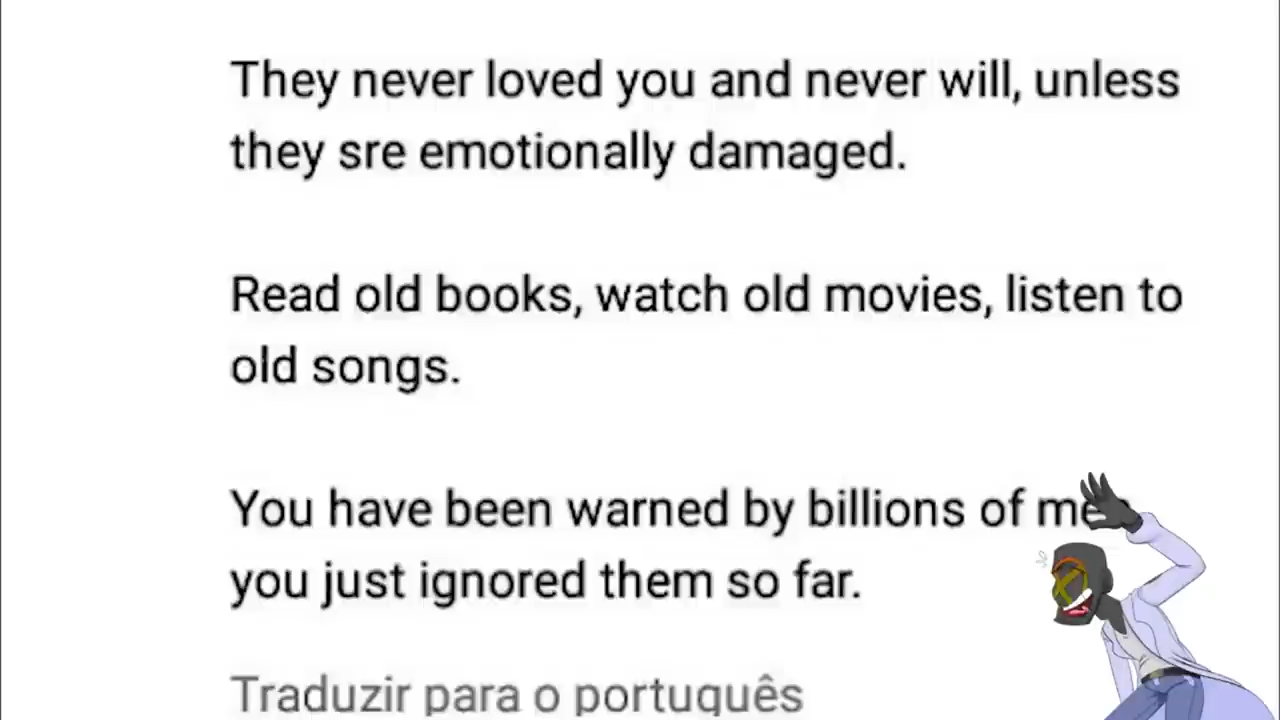 They never loved you and never will, unless
they sre emotionally damaged.
Read old books, watch old movies, listen to
old songs.
You have been warned by billions of
you just ignored them so far.
Traduzir para o português